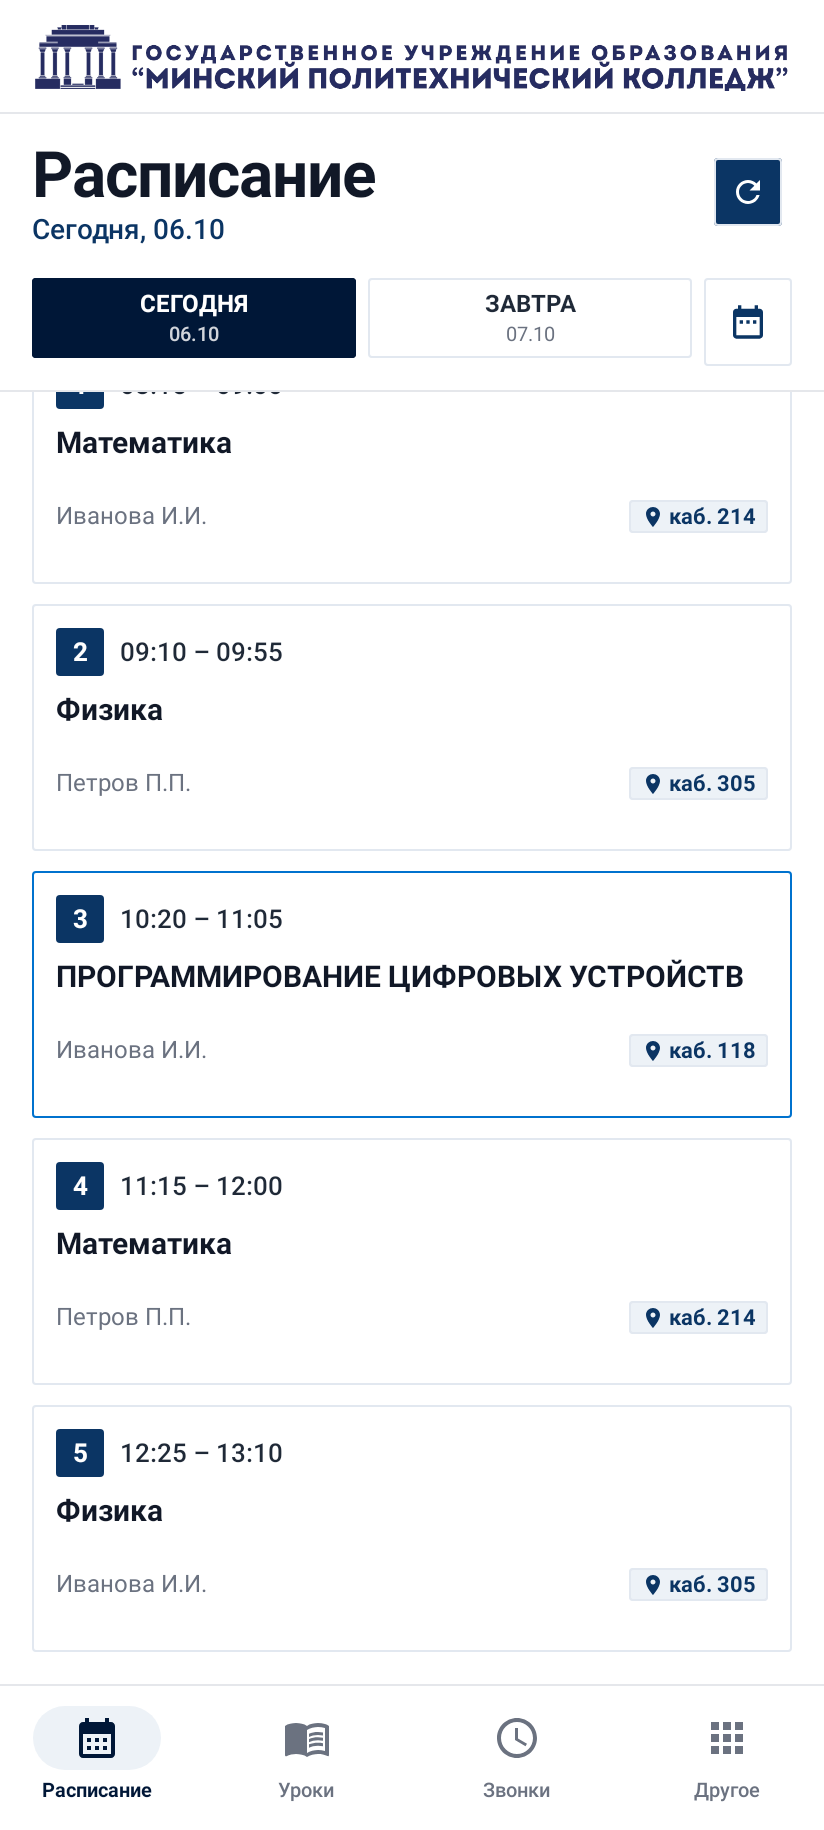 ГОСУДАРСТВЕННОЕ УЧРЕЖДЕНИЕ ОБРАЗОВАНИЯ
“МИНСКИЙ ПОЛИТЕХНИЧЕСКИЙ КОЛЛЕДЖ”
Расписание
Сегодня, 06.10
СЕГОДНЯ
06.10
ЗАВТРА
07.10
Математика
Иванова И.И.
каб. 214
2 09:10 – 09:55
Физика
Петров П.П.
каб. 305
3 10:20 – 11:05
ПРОГРАММИРОВАНИЕ ЦИФРОВЫХ УСТРОЙСТВ
Иванова И.И.
каб. 118
4 11:15 – 12:00
Математика
Петров П.П.
каб. 214
5 12:25 – 13:10
Физика
Иванова И.И.
каб. 305
Расписание
Уроки
Звонки
Другое